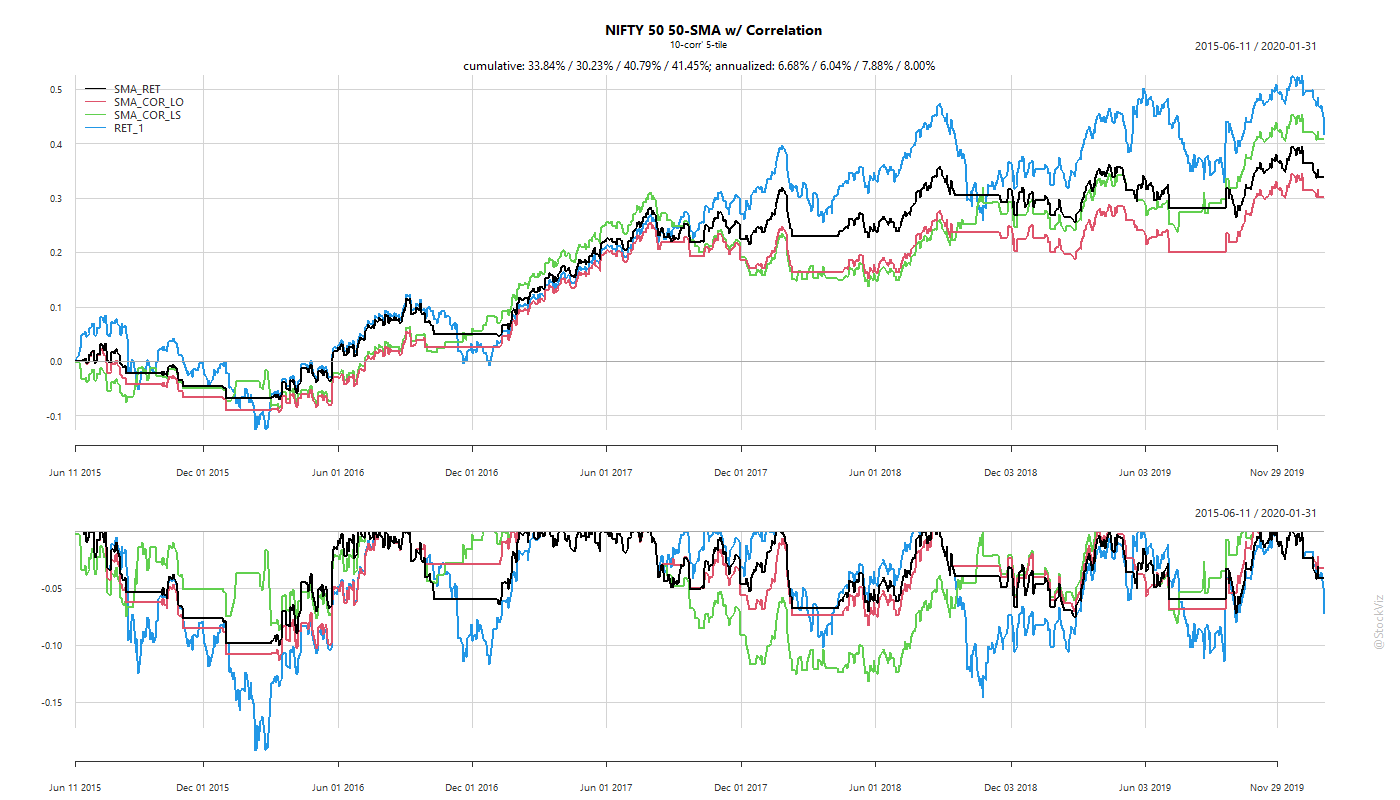 NIFTY 50 50-SMA w/ Correlation
10-corr' 5-tile
2015-06-11 / 2020-01-31
cumulative: 33.84% / 30.23% / 40.79% / 41.45%; annualized: 6.68% / 6.04% / 7.88% / 8.00%
SMA_RET
SMA_COR_LO
SMA_COR_LS
RET_1
0.5
0.4
0.3
0.2
0.1
0.0
-0.1
Jun 11 2015 Dec 01 2015 Jun 01 2016 Dec 01 2016 Jun 01 2017 Dec 01 2017 Jun 01 2018 Dec 03 2018 Jun 03 2019 Nov 29 2019
2015-06-11 / 2020-01-31
-0.05
-0.10
-0.15
Jun 11 2015 Dec 01 2015 Jun 01 2016 Dec 01 2016 Jun 01 2017 Dec 01 2017 Jun 01 2018 Dec 03 2018 Jun 03 2019 Nov 29 2019
@StockViz